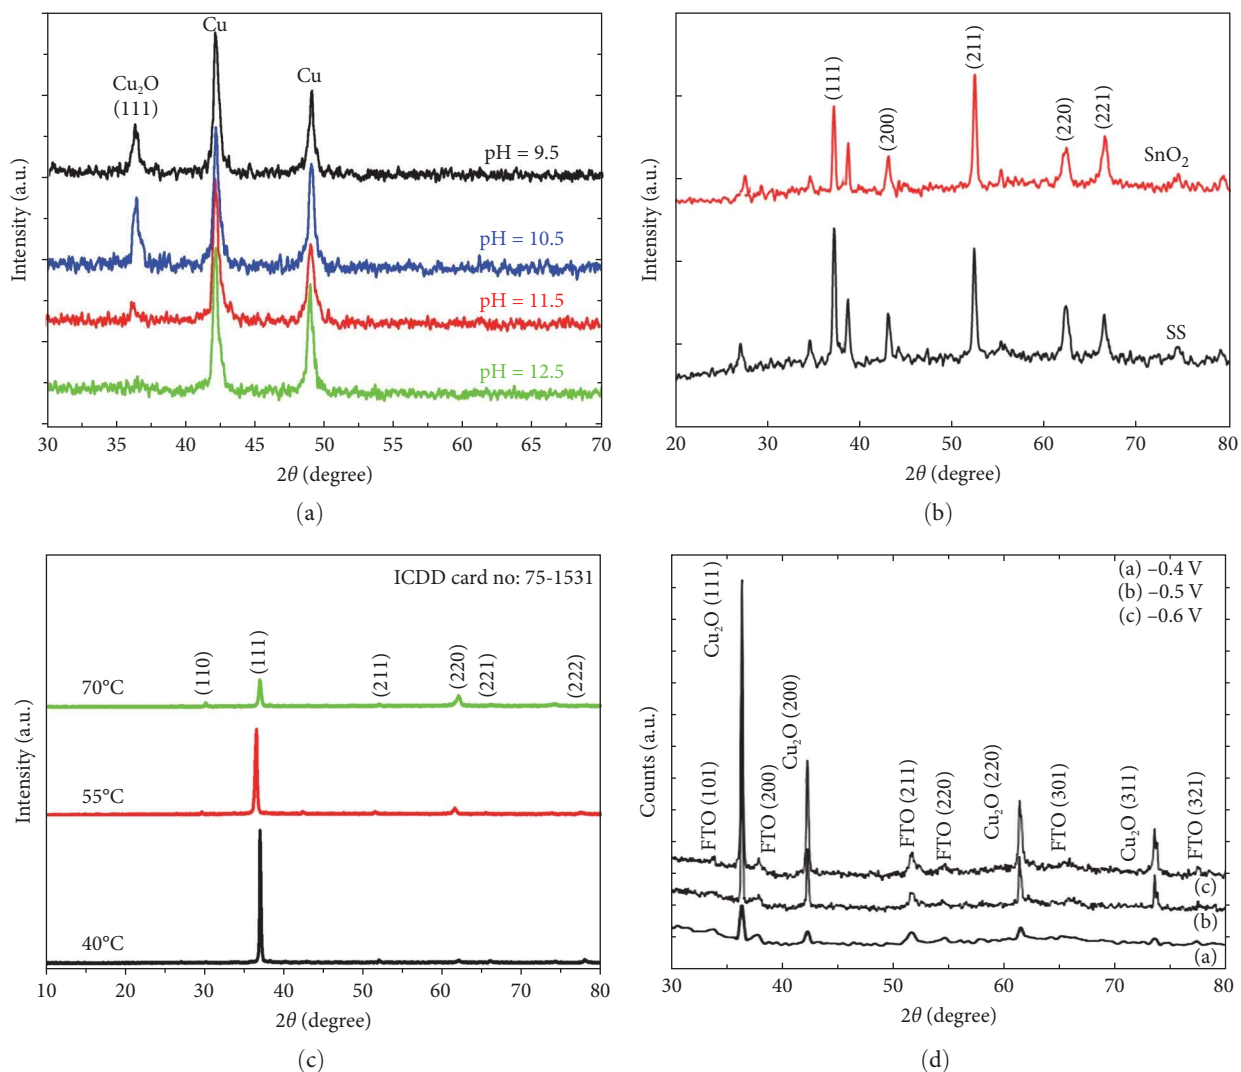 Cu
Cu
Cu₂O
(111)
pH = 9.5
pH = 10.5
pH = 11.5
pH = 12.5
Intensity (a.u.)
30 35 40 45 50 55 60 65 70
2θ (degree)
(a)
(111)
(200)
(211)
(220)
(221)
SnO₂
SS
Intensity (a.u.)
20 30 40 50 60 70 80
2θ (degree)
(b)
ICDD card no: 75-1531
(110)
(111)
(211)
(220)
(221)
(222)
70°C
55°C
40°C
Intensity (a.u.)
10 20 30 40 50 60 70 80
2θ (degree)
(c)
(a) –0.4 V
(b) –0.5 V
(c) –0.6 V
FTO (101)
Cu₂O (111)
FTO (200)
Cu₂O (200)
FTO (211)
FTO (220)
Cu₂O (220)
FTO (301)
Cu₂O (311)
FTO (321)
(c)
(b)
(a)
Counts (a.u.)
30 40 50 60 70 80
2θ (degree)
(d)